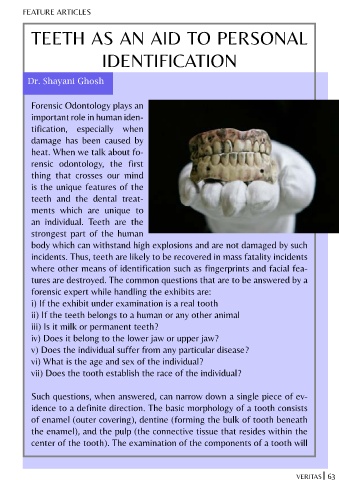 FEATURE ARTICLES
TEETH AS AN AID TO PERSONAL
IDENTIFICATION
Dr. Shayani Ghosh
Forensic Odontology plays an
important role in human iden-
tification, especially when
damage has been caused by
heat. When we talk about fo-
rensic odontology, the first
thing that crosses our mind
is the unique features of the
teeth and the dental treat-
ments which are unique to
an individual. Teeth are the
strongest part of the human
body which can withstand high explosions and are not damaged by such
incidents. Thus, teeth are likely to be recovered in mass fatality incidents
where other means of identification such as fingerprints and facial fea-
tures are destroyed. The common questions that are to be answered by a
forensic expert while handling the exhibits are:
i) If the exhibit under examination is a real tooth
ii) If the teeth belongs to a human or any other animal
iii) Is it milk or permanent teeth?
iv) Does it belong to the lower jaw or upper jaw?
v) Does the individual suffer from any particular disease?
vi) What is the age and sex of the individual?
vii) Does the tooth establish the race of the individual?
Such questions, when answered, can narrow down a single piece of ev-
idence to a definite direction. The basic morphology of a tooth consists
of enamel (outer covering), dentine (forming the bulk of tooth beneath
the enamel), and the pulp (the connective tissue that resides within the
center of the tooth). The examination of the components of a tooth will
VERITAS | 63